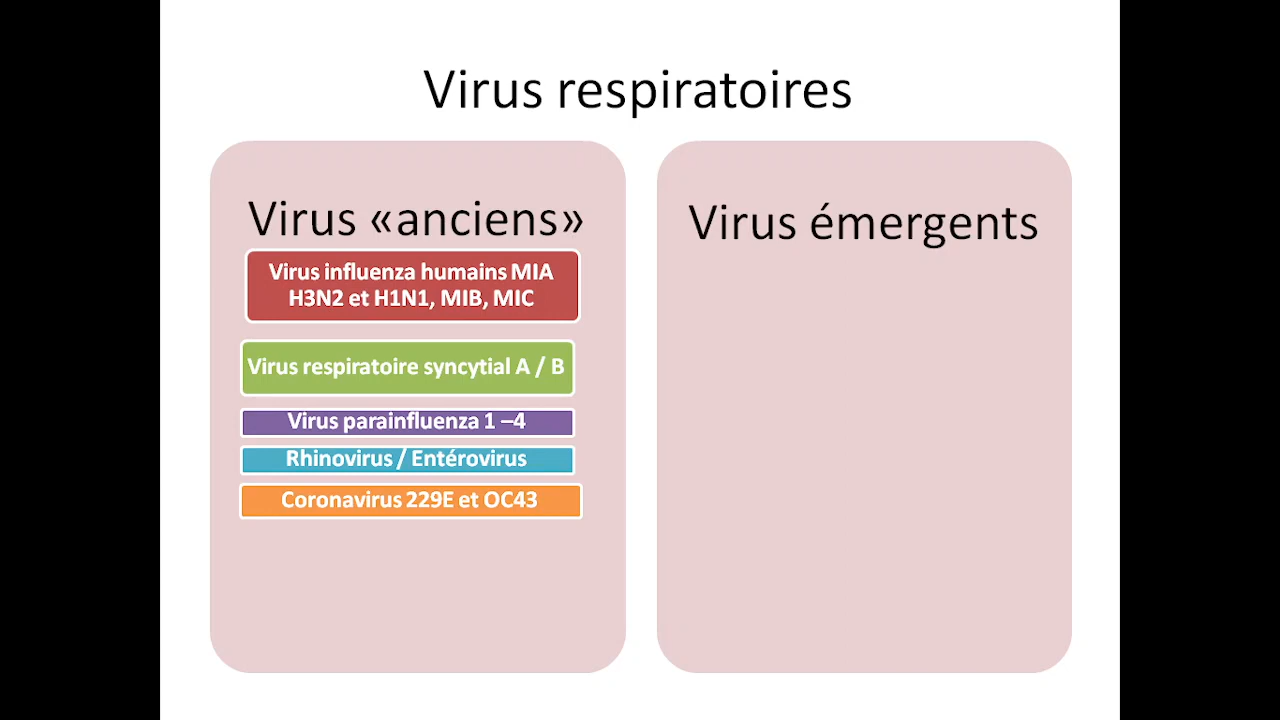 Virus respiratoires
Virus «anciens»
Virus influenza humains MIA
H3N2 et H1N1, MIB, MIC
Virus respiratoire syncytial A / B
Virus parainfluenza 1 –4
Rhinovirus / Entérovirus
Coronavirus 229E et OC43
Virus émergents